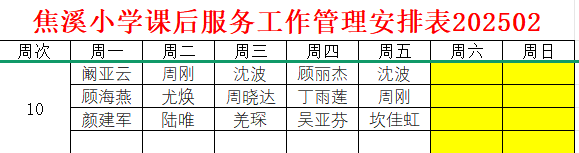 焦溪小学课后服务工作管理安排表202502
周次 周一 周二 周三 周四 周五 周六 周日
阚亚云 周刚 沈波 顾丽杰 沈波
10 顾海燕 尤焕 周晓达 丁雨莲 周刚
颜建军 陆唯 羌琛 吴亚芬 坎佳虹